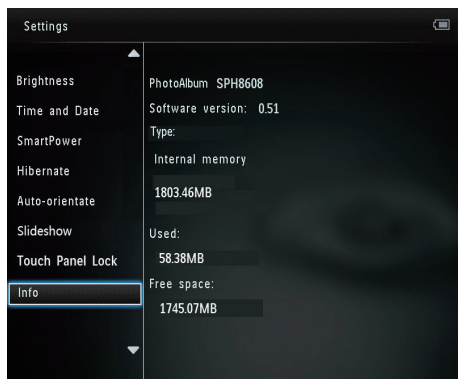 Settings
Brightness
Time and Date
SmartPower
Hibernate
Auto-orientate
Slideshow
Touch Panel Lock
Info
PhotoAlbum SPH8608
Software version: 0.51
Type:
Internal memory
1803.46MB
Used:
58.38MB
Free space:
1745.07MB